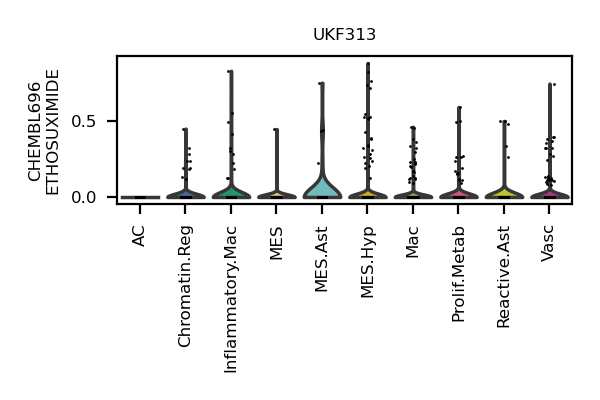 UKF313
CHEMBL696
ETHOSUXIMIDE
0.5
0.0
AC
Chromatin.Reg
Inflammatory.Mac
MES
MES.Ast
MES.Hyp
Mac
Prolif.Metab
Reactive.Ast
Vasc